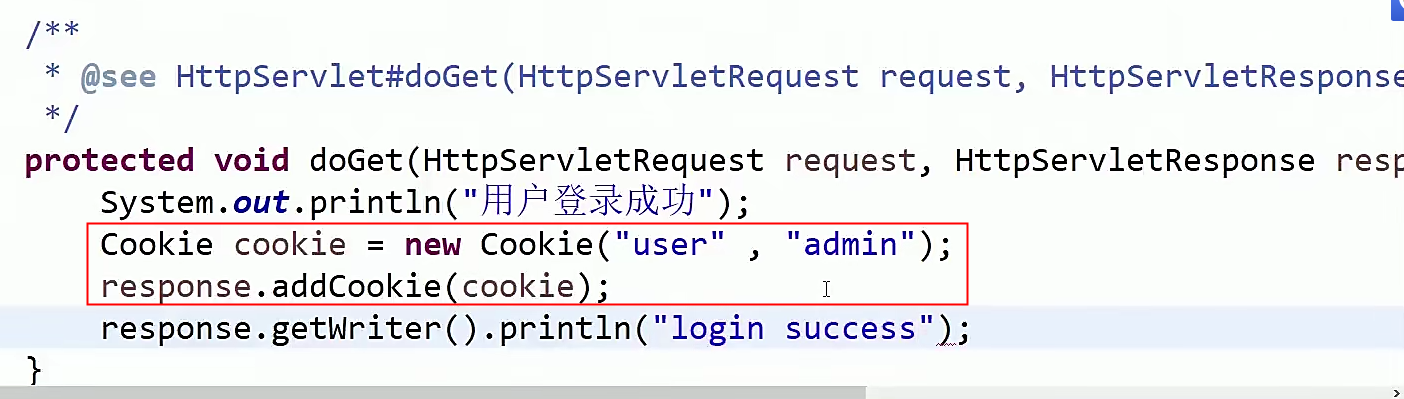 /**
 * @see HttpServlet#doGet(HttpServletRequest request, HttpServletResponse
 */
protected void doGet(HttpServletRequest request, HttpServletResponse resp
System.out.println("用户登录成功");
Cookie cookie = new Cookie("user" , "admin");
response.addCookie(cookie);
response.getWriter().println("login success");
}